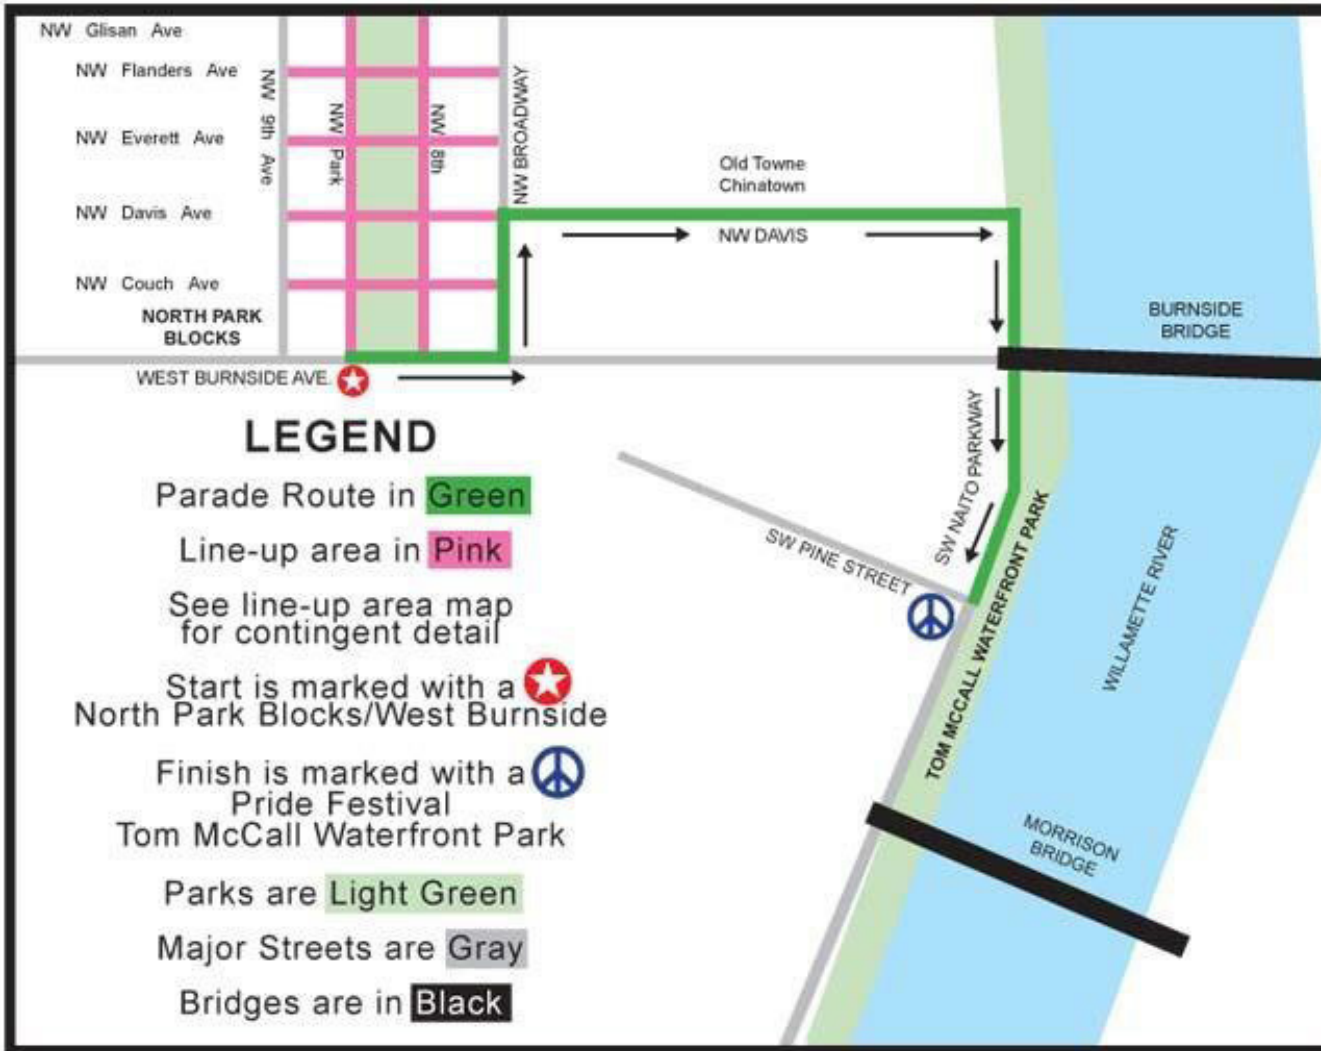 NW Glisan Ave
NW Flanders Ave
NW Everett Ave
NW Davis Ave
NW Couch Ave
NW 9th Ave
NW Park
NW 8th
NW BROADWAY
NORTH PARK
BLOCKS
Old Towne
Chinatown
NW DAVIS
BURNSIDE
BRIDGE
WEST BURNSIDE AVE.
SW NAITO PARKWAY
SW PINE STREET
TOM MCCALL WATERFRONT PARK
WILLAMETTE RIVER
MORRISON
BRIDGE
LEGEND
Parade Route in Green
Line-up area in Pink
See line-up area map
for contingent detail
Start is marked with a
North Park Blocks/West Burnside
Finish is marked with a
Pride Festival
Tom McCall Waterfront Park
Parks are Light Green
Major Streets are Gray
Bridges are in Black